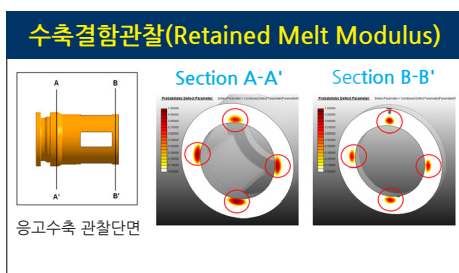 수축결함관찰(Retained Melt Modulus)
Section A-A'
Section B-B'
Probabilistic Defect Parameter
Probabilistic Defect Parameter
A
B
A'
B'
응고수축 관찰단면